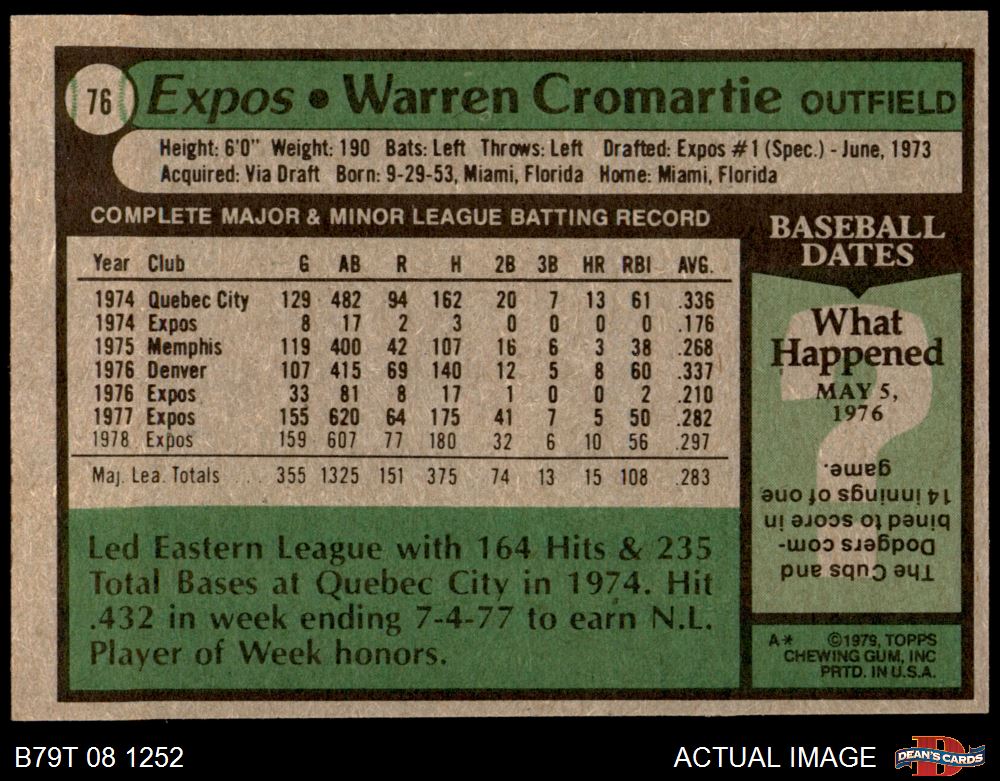 76 Expos • Warren Cromartie OUTFIELD
Height: 6'0" Weight: 190 Bats: Left Throws: Left Drafted: Expos #1 (Spec.) - June, 1973
Acquired: Via Draft Born: 9-29-53, Miami, Florida Home: Miami, Florida
COMPLETE MAJOR & MINOR LEAGUE BATTING RECORD
Year Club G AB R H 2B 3B HR RBI AVG.
1974 Quebec City 129 482 94 162 20 7 13 61 .336
1974 Expos 8 17 2 3 0 0 0 0 .176
1975 Memphis 119 400 42 107 16 6 3 38 .268
1976 Denver 107 415 69 140 12 5 8 60 .337
1976 Expos 33 81 8 17 1 0 0 2 .210
1977 Expos 155 620 64 175 41 7 5 50 .282
1978 Expos 159 607 77 180 32 6 10 56 .297
Maj. Lea. Totals 355 1325 151 375 74 13 15 108 .283
Led Eastern League with 164 Hits & 235
Total Bases at Quebec City in 1974. Hit
.432 in week ending 7-4-77 to earn N.L.
Player of Week honors.
BASEBALL
DATES
What
Happened
MAY 5,
1976
The Cubs and
Dodgers com-
bined to score in
14 innings of one
game.
A* ©1979, TOPPS
CHEWING GUM, INC
PRTD. IN U.S.A.
B79T 08 1252
ACTUAL IMAGE
D
DEAN'S CARDS